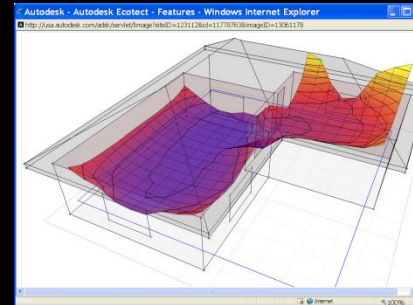 Autodesk - Autodesk Ecotect - Features - Windows Internet Explorer
http://usa.autodesk.com/adsk/servlet/image?siteID=123112&id=11778763&imageID=13061178
Internet
100%